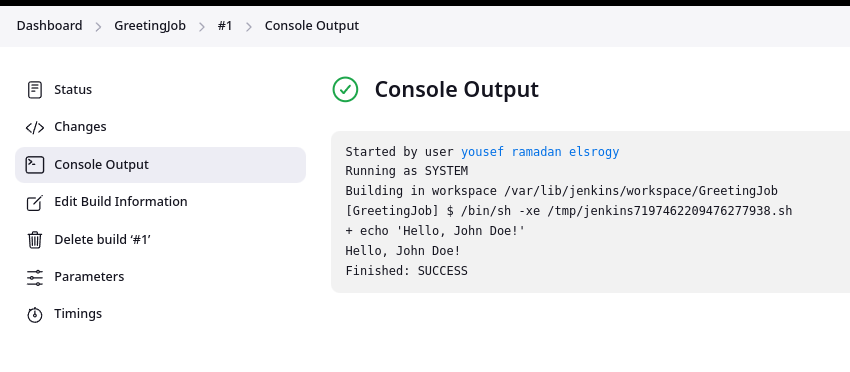 Dashboard > GreetingJob > #1 > Console Output
Status
Changes
Console Output
Edit Build Information
Delete build ‘#1’
Parameters
Timings
Console Output
Started by user yousef ramadan elsrogy
Running as SYSTEM
Building in workspace /var/lib/jenkins/workspace/GreetingJob
[GreetingJob] $ /bin/sh -xe /tmp/jenkins7197462209476277938.sh
+ echo 'Hello, John Doe!'
Hello, John Doe!
Finished: SUCCESS